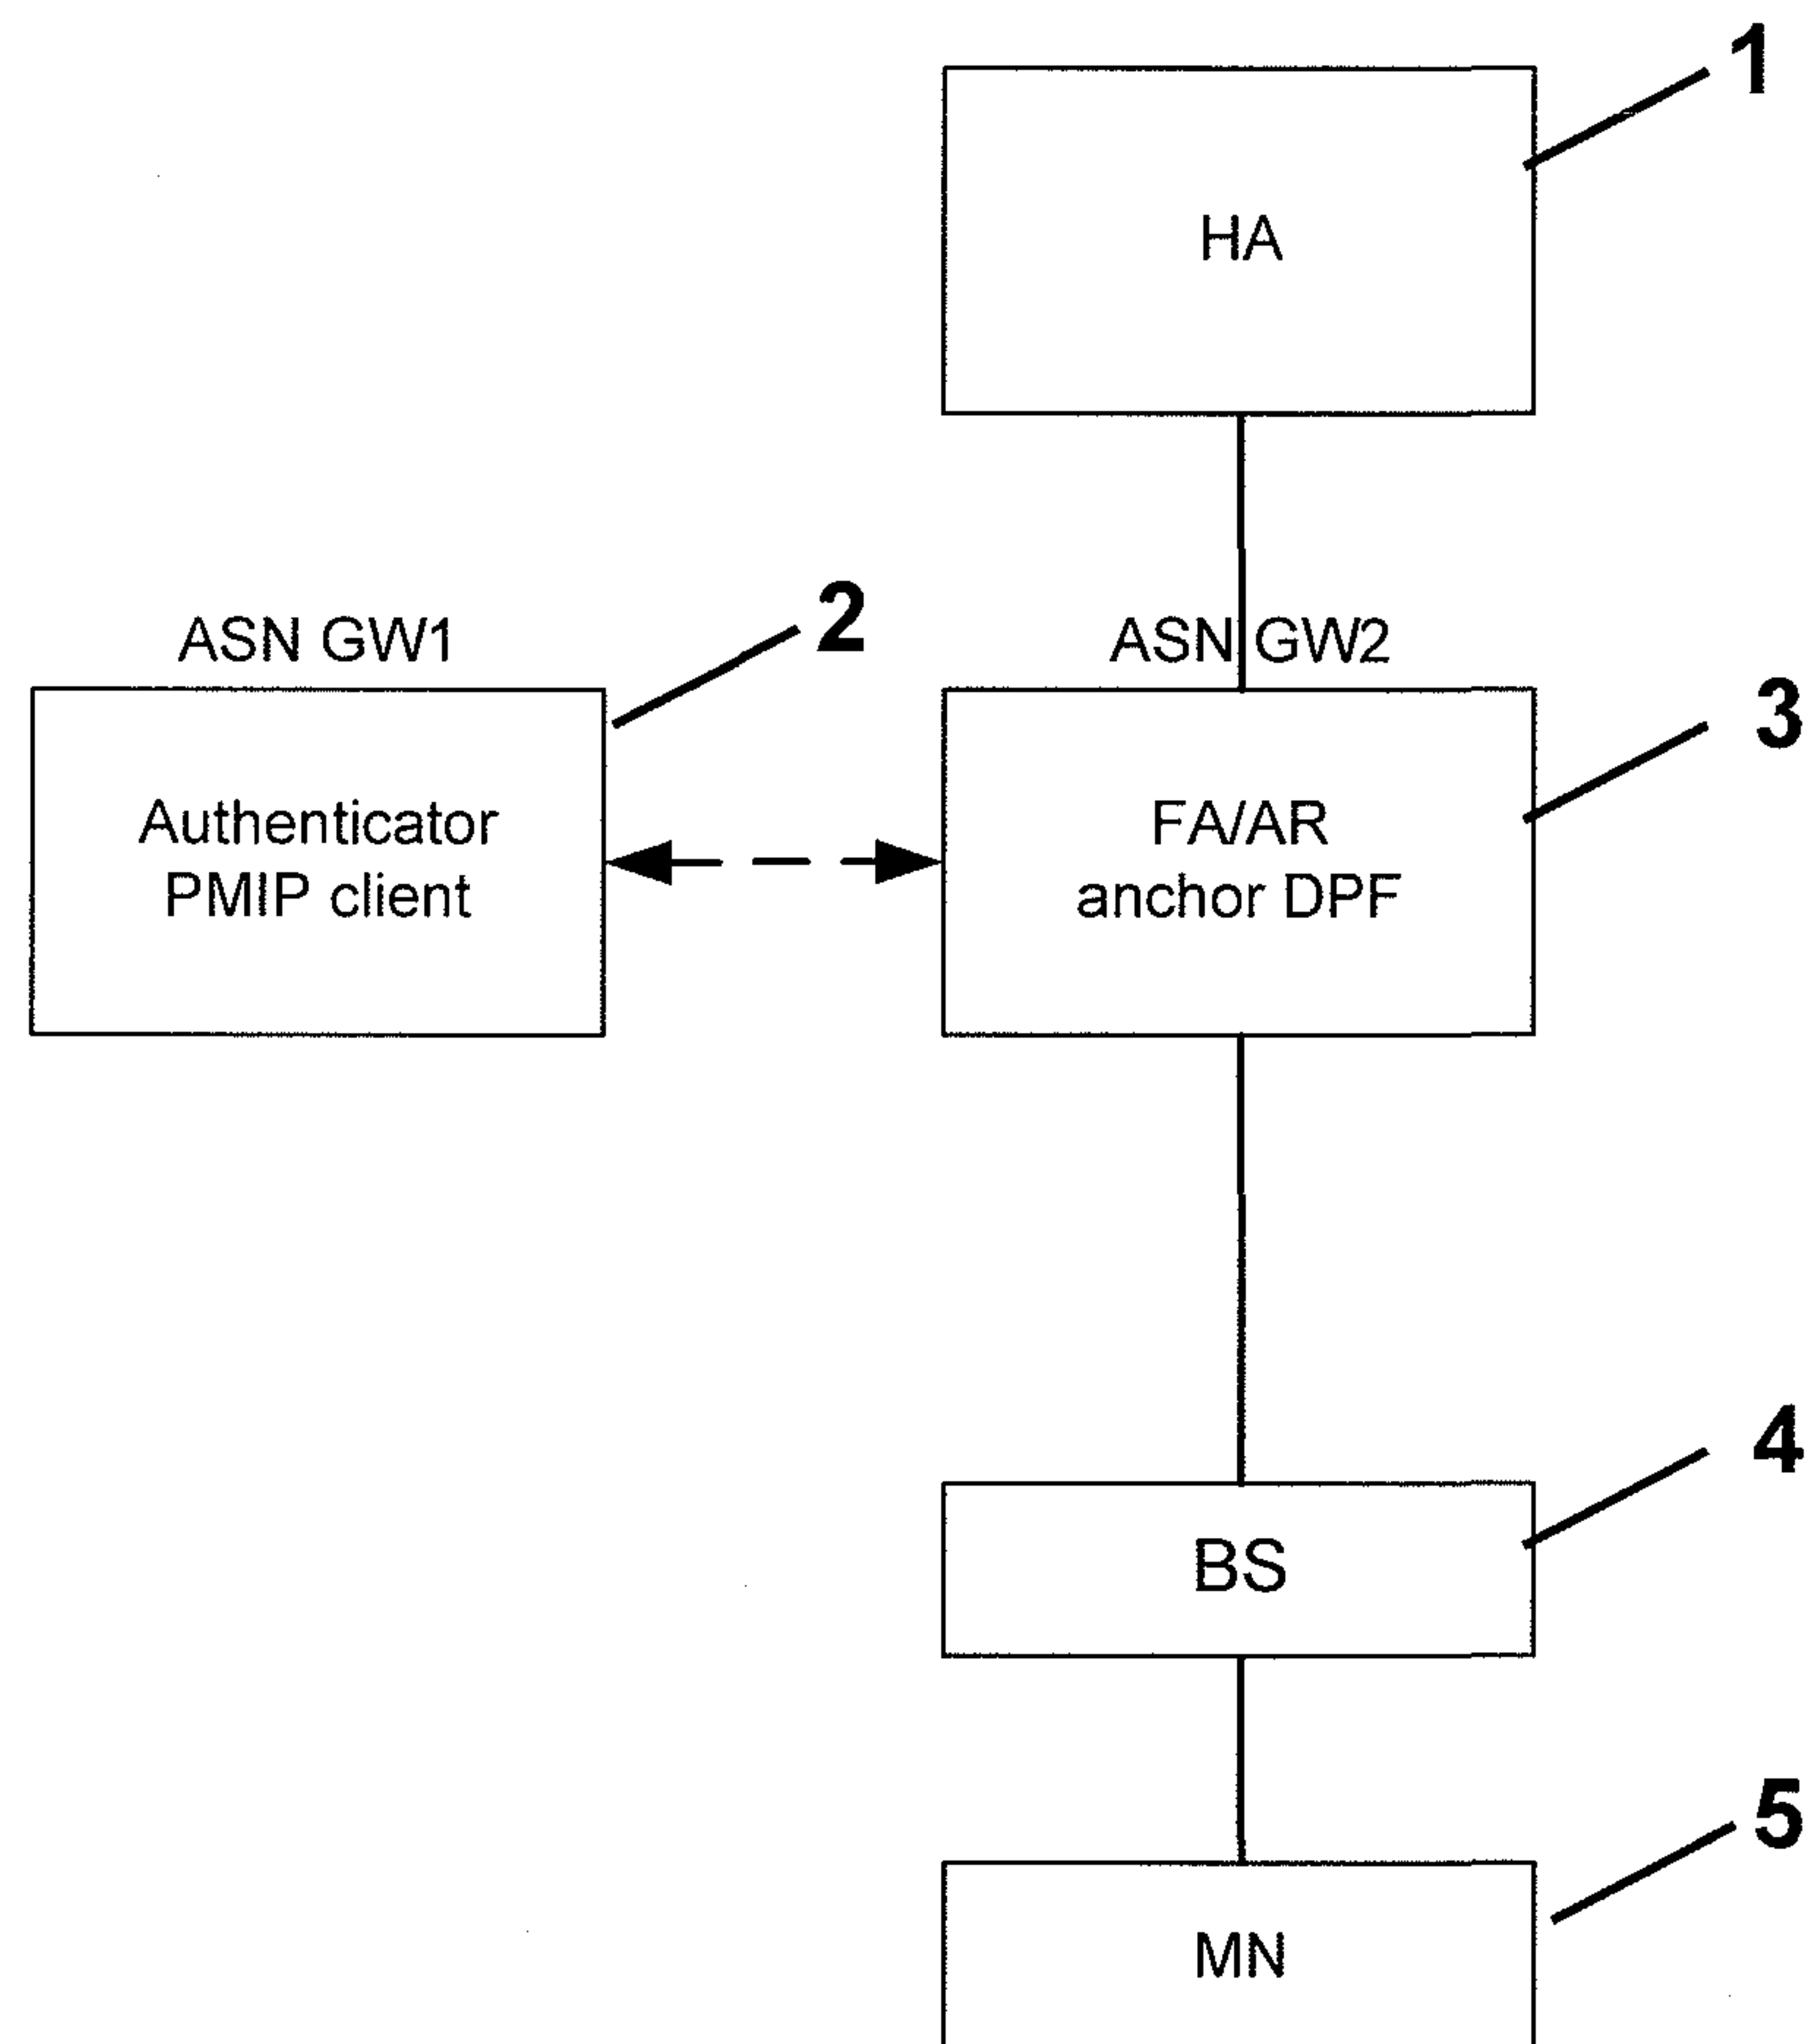 1
HA
ASN GW1
2
ASN GW2
3
Authenticator
PMIP client
FA/AR
anchor DPF
4
BS
5
MN